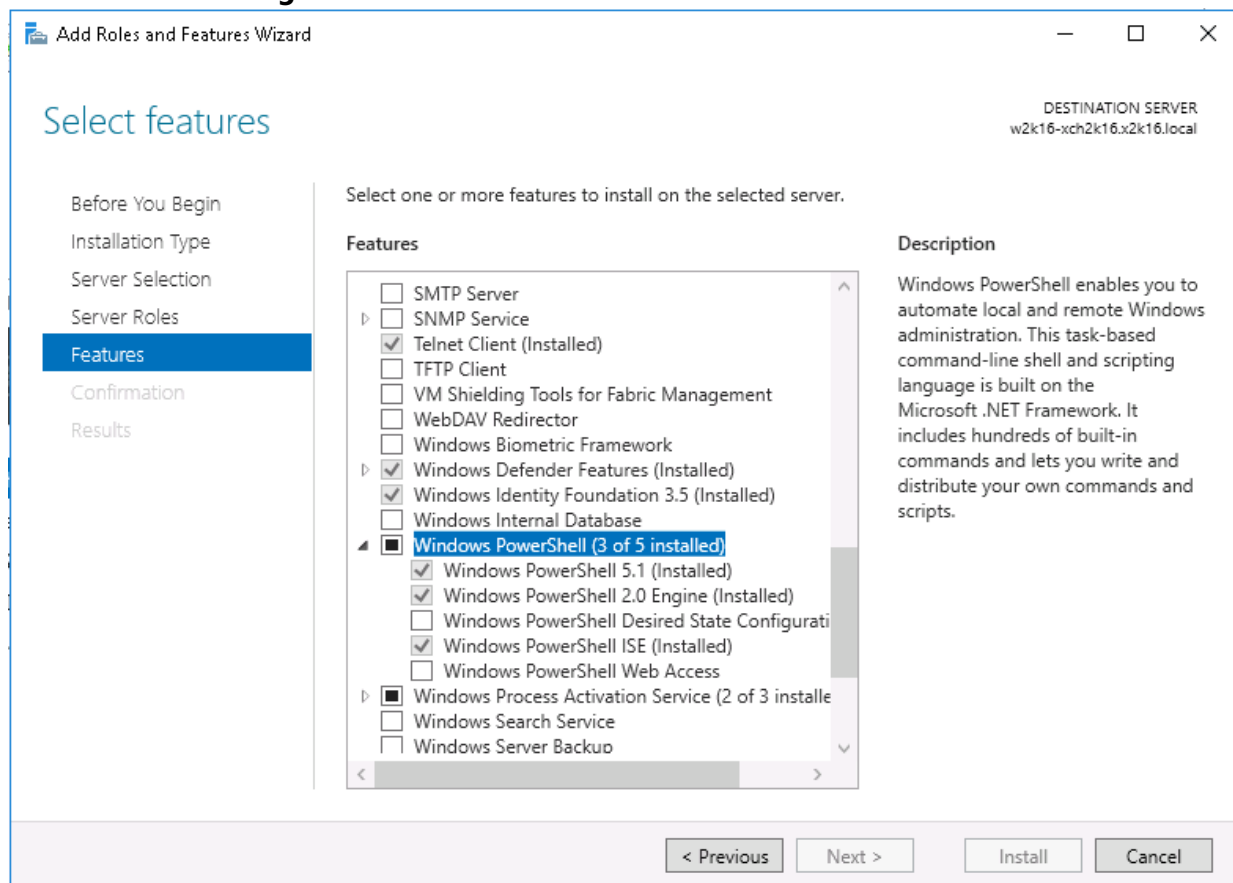 Add Roles and Features Wizard
Select features
DESTINATION SERVER
w2k16-xch2k16.x2k16.local
Before You Begin
Installation Type
Server Selection
Server Roles
Features
Confirmation
Results
Select one or more features to install on the selected server.
Features
SMTP Server
SNMP Service
Telnet Client (Installed)
TFTP Client
VM Shielding Tools for Fabric Management
WebDAV Redirector
Windows Biometric Framework
Windows Defender Features (Installed)
Windows Identity Foundation 3.5 (Installed)
Windows Internal Database
Windows PowerShell (3 of 5 installed)
Windows PowerShell 5.1 (Installed)
Windows PowerShell 2.0 Engine (Installed)
Windows PowerShell Desired State Configurati
Windows PowerShell ISE (Installed)
Windows PowerShell Web Access
Windows Process Activation Service (2 of 3 installe
Windows Search Service
Windows Server Backup
Description
Windows PowerShell enables you to
automate local and remote Windows
administration. This task-based
command-line shell and scripting
language is built on the
Microsoft .NET Framework. It
includes hundreds of built-in
commands and lets you write and
distribute your own commands and
scripts.
< Previous
Next >
Install
Cancel